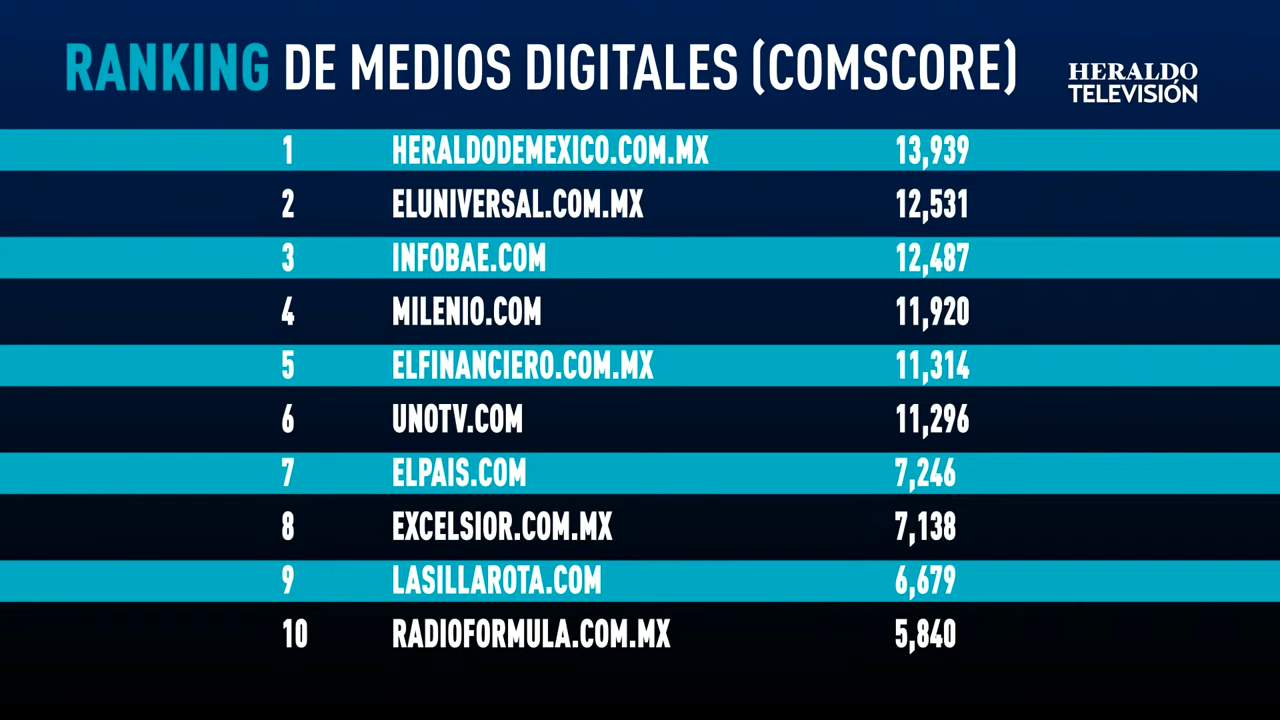 RANKING DE MEDIOS DIGITALES (COMSCORE)
HERALDO
TELEVISIÓN
1 HERALDODEMEXICO.COM.MX 13,939
2 ELUNIVERSAL.COM.MX 12,531
3 INFOBAE.COM 12,487
4 MILENIO.COM 11,920
5 ELFINANCIERO.COM.MX 11,314
6 UNOTV.COM 11,296
7 ELPAIS.COM 7,246
8 EXCELSIOR.COM.MX 7,138
9 LASILLAROTA.COM 6,679
10 RADIOFORMULA.COM.MX 5,840